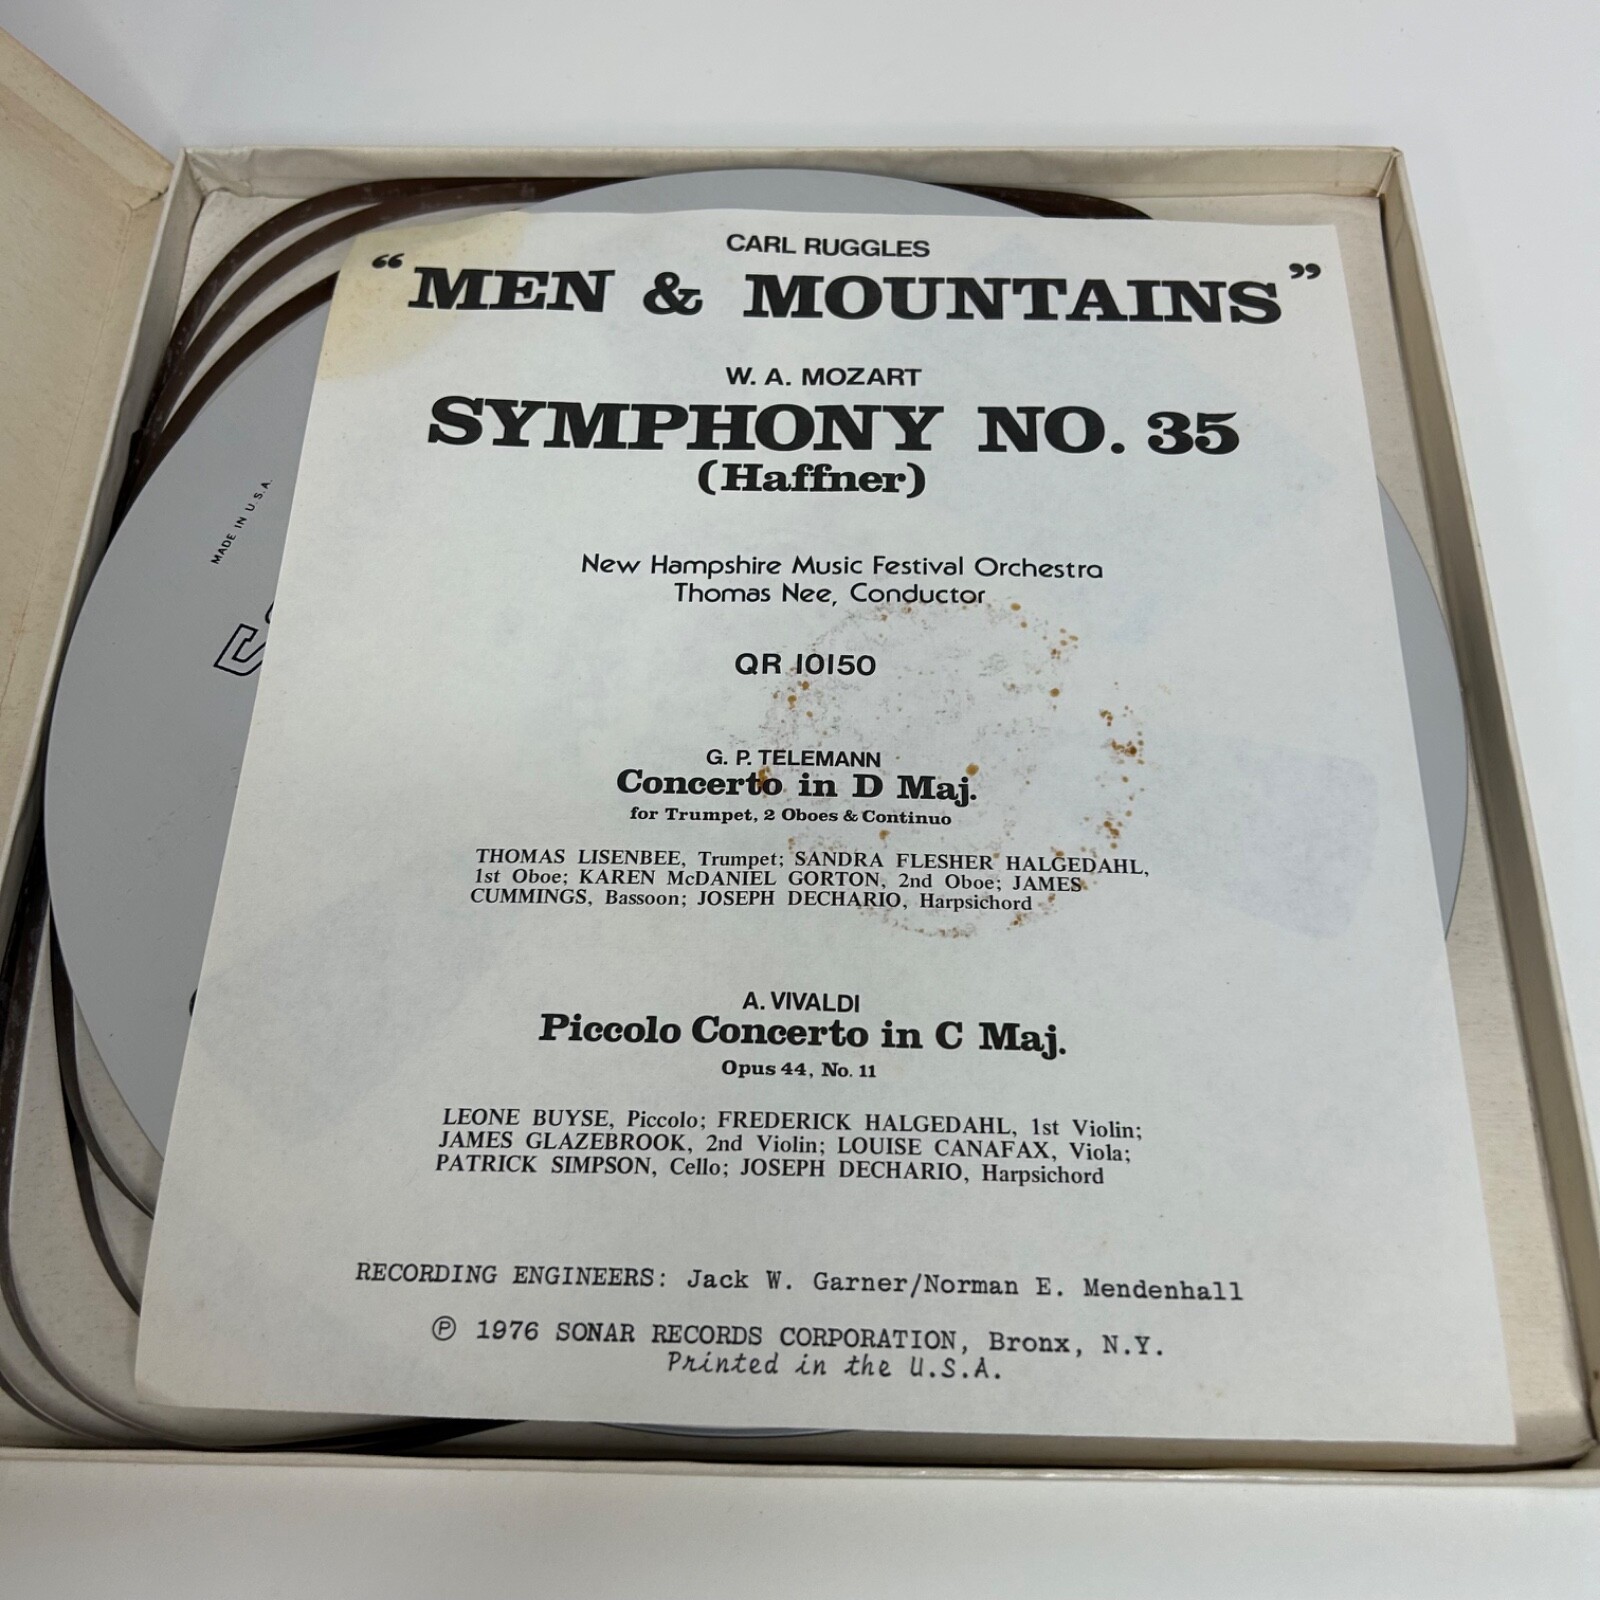 CARL RUGGLES
“MEN & MOUNTAINS”
W. A. MOZART
SYMPHONY NO. 35
(Haffner)
New Hampshire Music Festival Orchestra
Thomas Nee, Conductor
QR 10150
G. P. TELEMANN
Concerto in D Maj.
for Trumpet, 2 Oboes & Continuo
THOMAS LISENBEE, Trumpet; SANDRA FLESHER HALGEDAHL,
1st Oboe; KAREN McDANIEL GORTON, 2nd Oboe; JAMES
CUMMINGS, Bassoon; JOSEPH DECHARIO, Harpsichord
A. VIVALDI
Piccolo Concerto in C Maj.
Opus 44, No. 11
LEONE BUYSE, Piccolo; FREDERICK HALGEDAHL, 1st Violin;
JAMES GLAZEBROOK, 2nd Violin; LOUISE CANAFAX, Viola;
PATRICK SIMPSON, Cello; JOSEPH DECHARIO, Harpsichord
RECORDING ENGINEERS: Jack W. Garner/Norman E. Mendenhall
Ⓟ 1976 SONAR RECORDS CORPORATION, Bronx, N.Y.
Printed in the U.S.A.
MADE IN U.S.A.